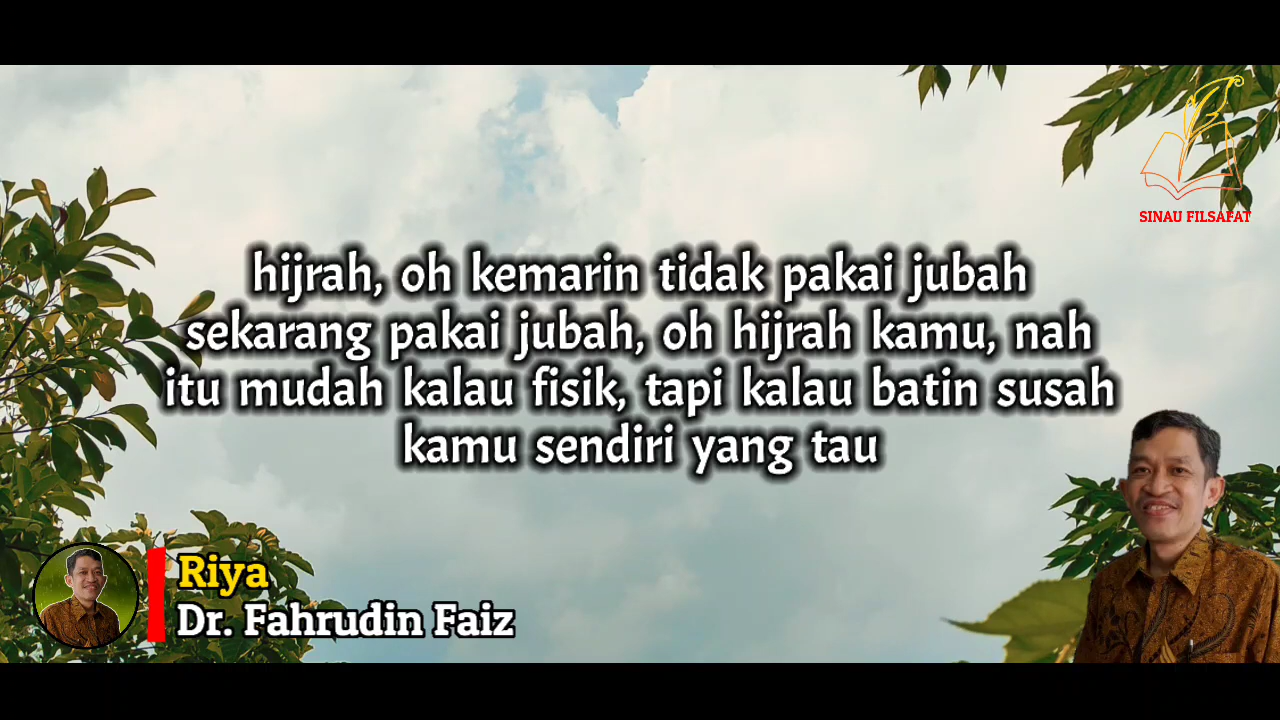 SINAU FILSAFAT
hijrah, oh kemarin tidak pakai jubah
sekarang pakai jubah, oh hijrah kamu, nah
itu mudah kalau fisik, tapi kalau batin susah
kamu sendiri yang tau
Riya
Dr. Fahrudin Faiz